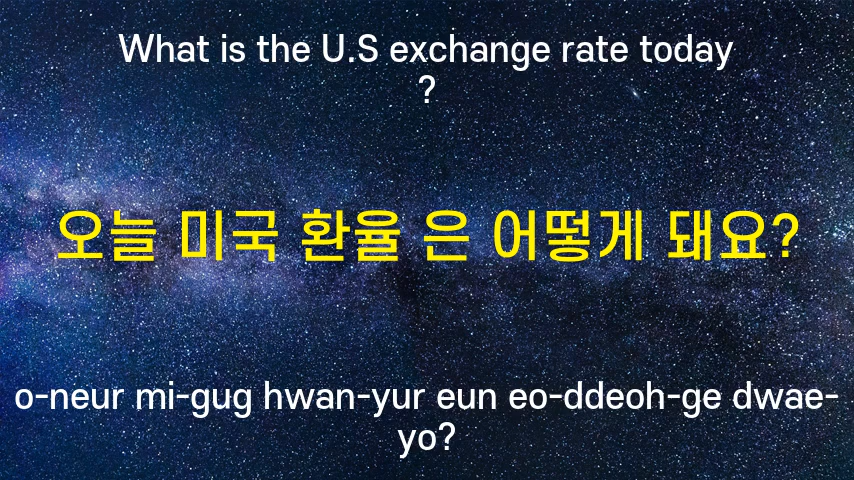 What is the U.S exchange rate today
?
오늘 미국 환율 은 어떻게 돼요?
o-neur mi-gug hwan-yur eun eo-ddeoh-ge dwae-
yo?